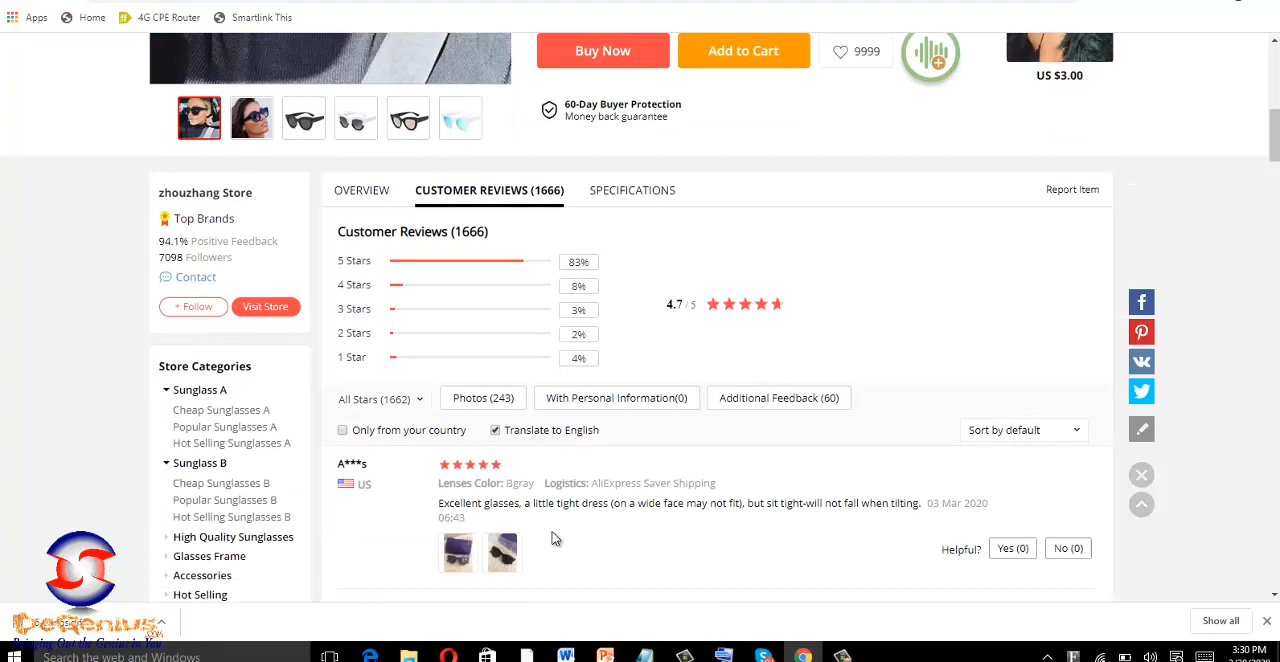 Apps Home 4G CPE Router Smartlink This
Buy Now Add to Cart 9999
US $3.00
60-Day Buyer Protection
Money back guarantee
zhouzhang Store
Top Brands
94.1% Positive Feedback
7098 Followers
Contact
+ Follow Visit Store
Store Categories
Sunglass A
Cheap Sunglasses A
Popular Sunglasses A
Hot Selling Sunglasses A
Sunglass B
Cheap Sunglasses B
Popular Sunglasses B
Hot Selling Sunglasses B
High Quality Sunglasses
Glasses Frame
Accessories
Hot Selling
OVERVIEW CUSTOMER REVIEWS (1666) SPECIFICATIONS Report Item
Customer Reviews (1666)
5 Stars 83%
4 Stars 8%
3 Stars 3%
2 Stars 2%
1 Star 4%
4.7 / 5
All Stars (1662) Photos (243) With Personal Information(0) Additional Feedback (60)
Only from your country Translate to English Sort by default
A***s
US
Lenses Color: Bgray Logistics: AliExpress Saver Shipping
Excellent glasses, a little tight dress (on a wide face may not fit), but sit tight-will not fall when tilting. 03 Mar 2020
06:43
Helpful? Yes (0) No (0)
DeGenius.com
Bringing Out the Genius in You
Show all
Search the web and Windows
3:30 PM